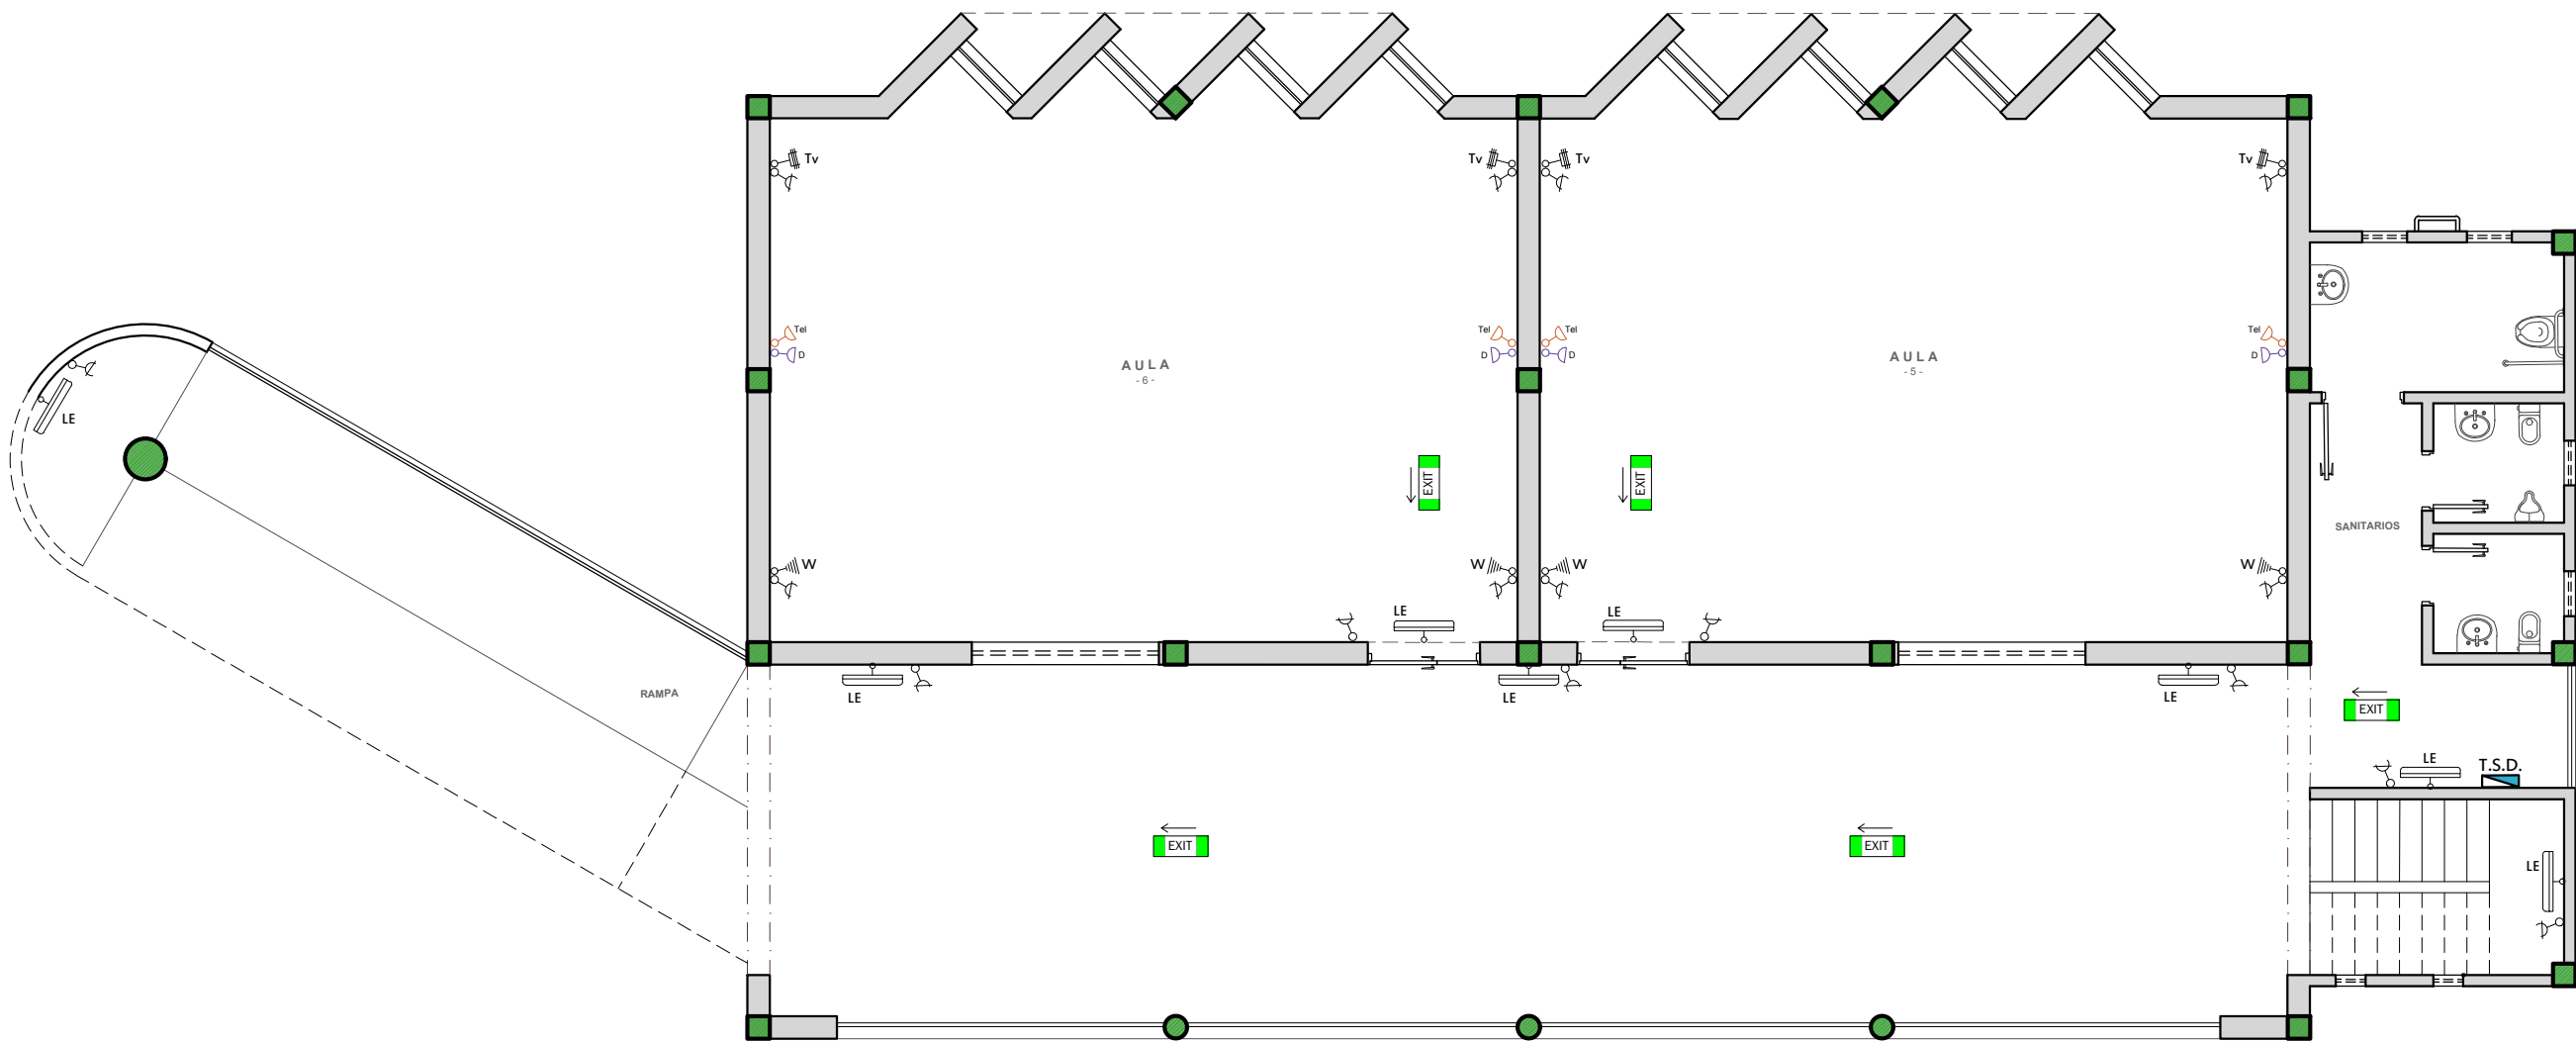 Tv
Tv
Tv
Tv
Tel
D
Tel
D
Tel
D
Tel
D
AULA
- 6 -
AULA
- 5 -
LE
EXIT
EXIT
SANITARIOS
W
W
W
W
LE
LE
RAMPA
LE
LE
LE
EXIT
LE
T.S.D.
EXIT
EXIT
LE